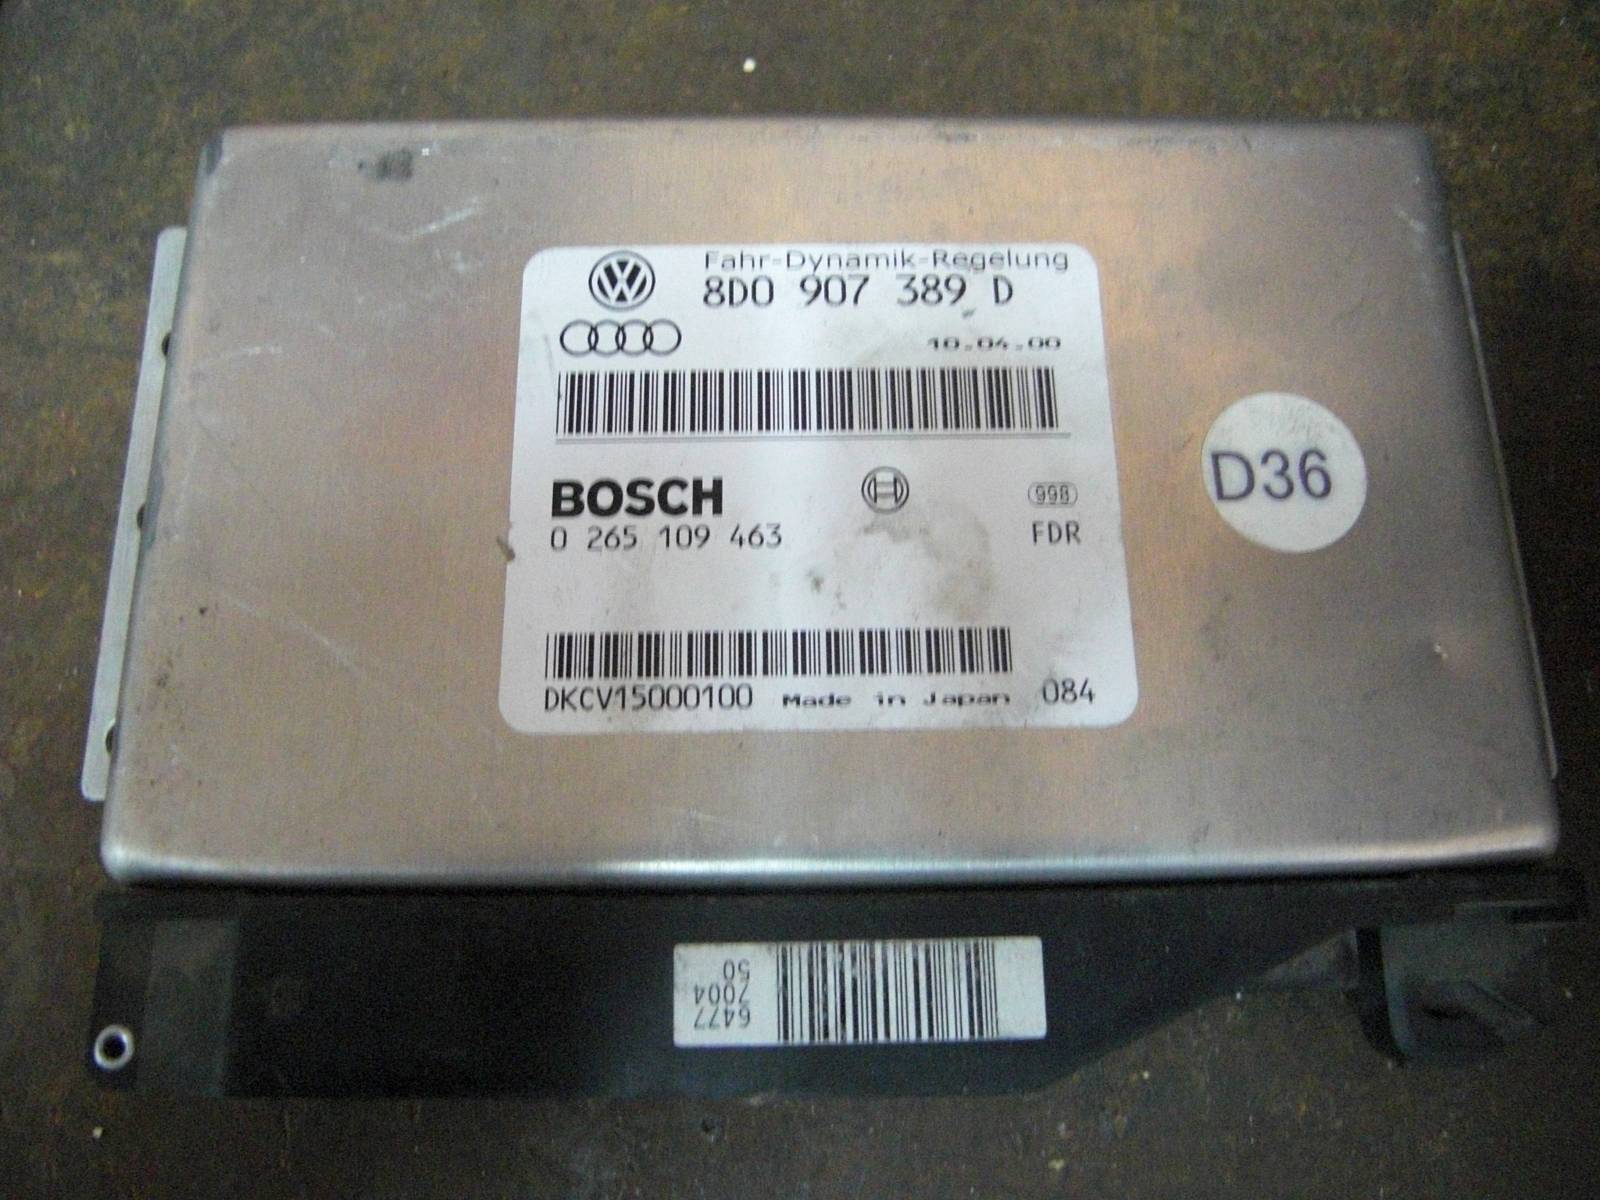 Fahr-Dynamik-Regelung
8D0 907 389 D
10.04.00
BOSCH
0 265 109 463
998
FDR
D36
DKCV15000100 Made in Japan 084
6477
7004
50